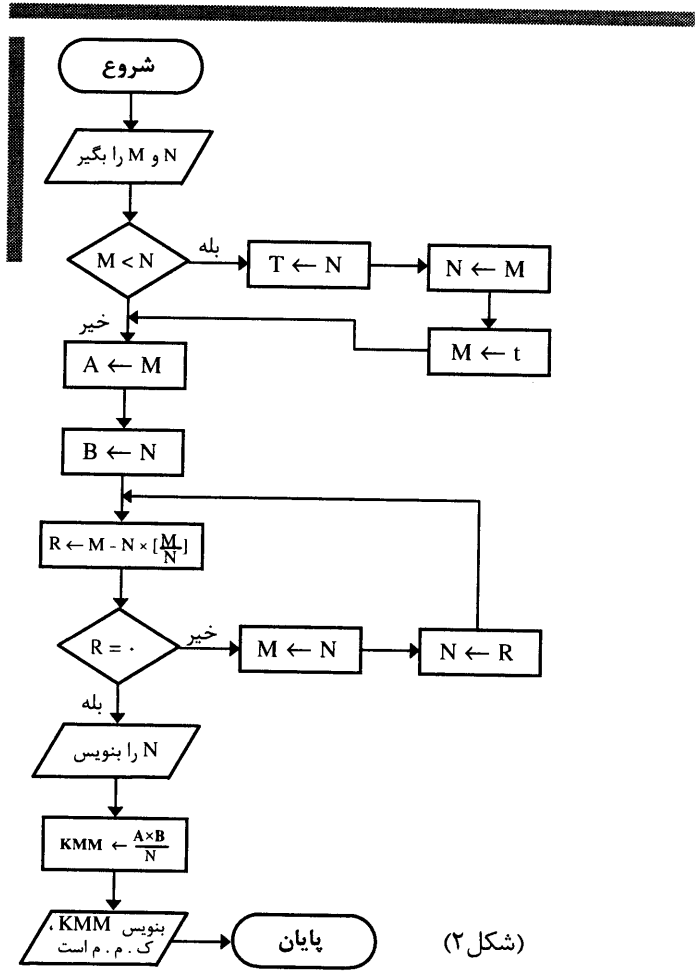 شروع
N و M را بگیر
M < N
بله
T ← N
N ← M
M ← t
خیر
A ← M
B ← N
R ← M - N × [M/N]
R = ۰
خیر
M ← N
N ← R
بله
N را بنویس
KMM ← A×B/N
بنویس KMM ،
ک . م . م است
پایان
(شکل۲)